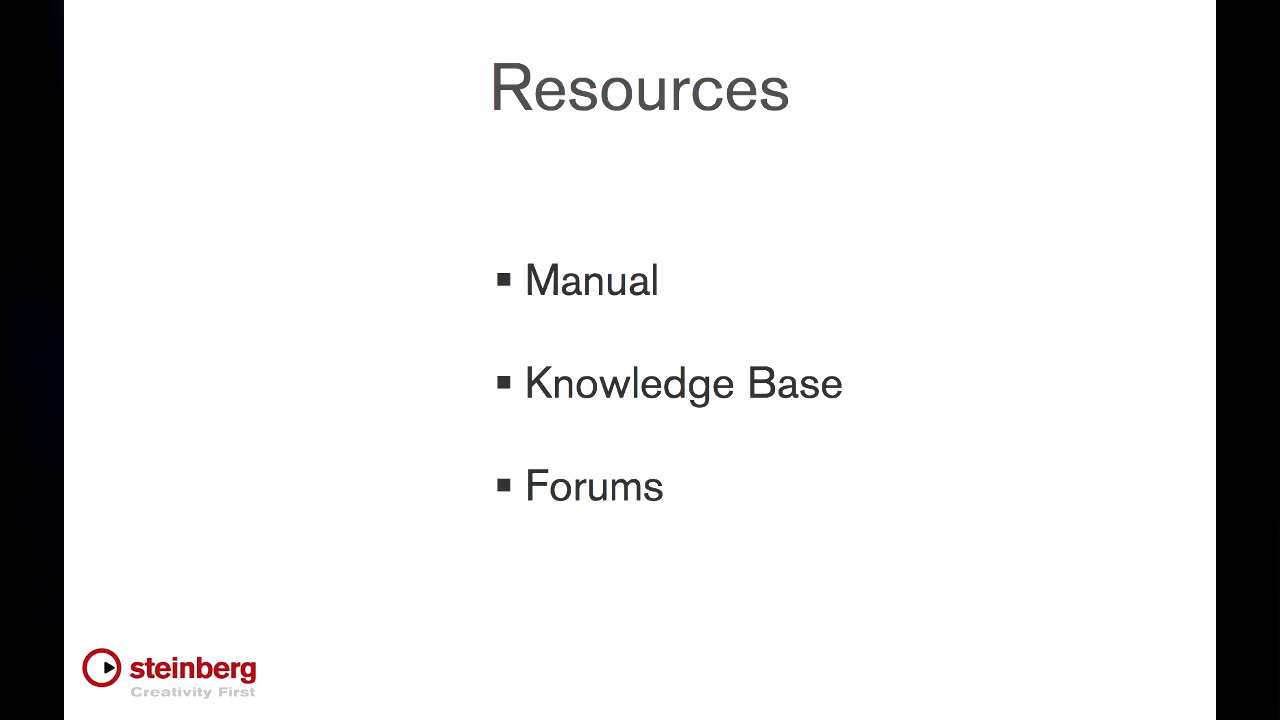 Resources
▪ Manual
▪ Knowledge Base
▪ Forums
steinberg
Creativity First